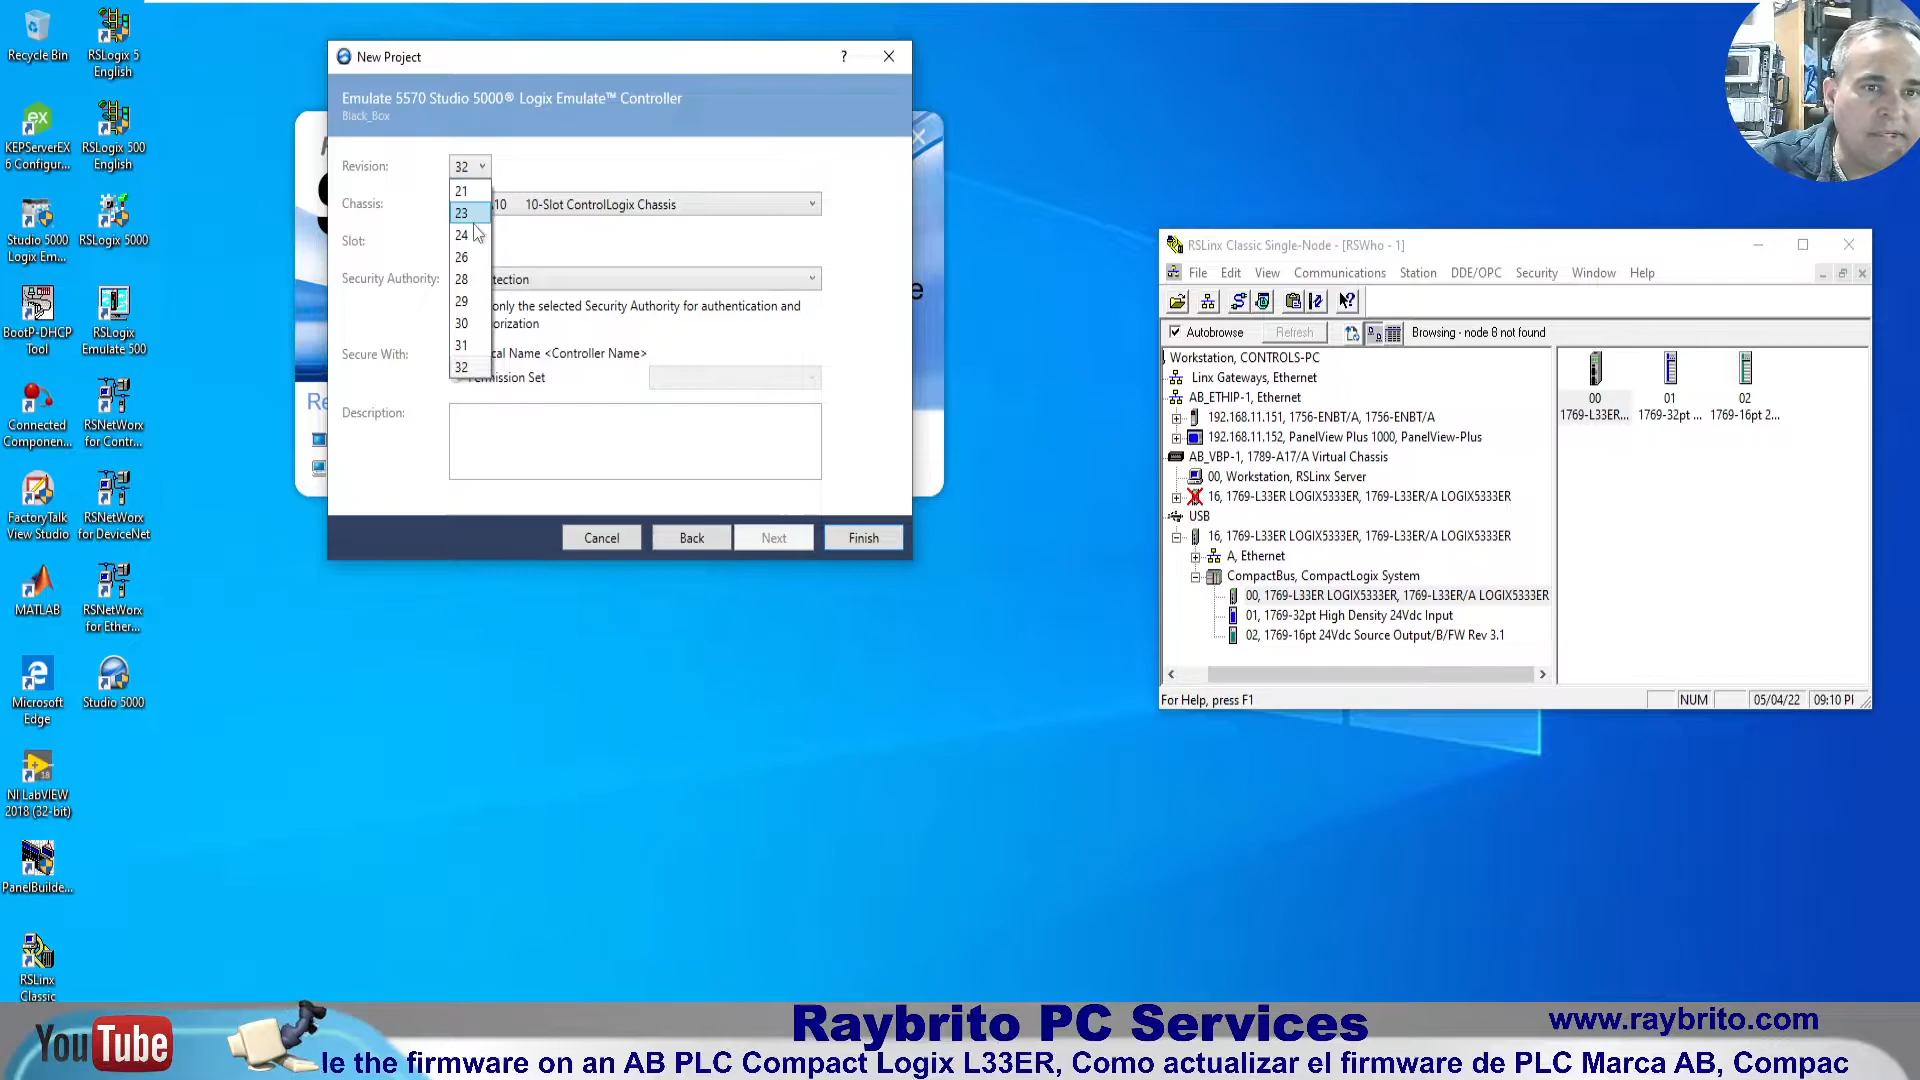 Recycle Bin
RSLogix 5
English
KEPServerEX
6 Configur...
RSLogix 500
English
Studio 5000
Logix Em...
RSLogix 5000
BootP-DHCP
Tool
RSLogix
Emulate 500
Connected
Componen...
RSNetWorx
for Contr...
FactoryTalk
View Studio
RSNetWorx
for DeviceNet
MATLAB
RSNetWorx
for Ether...
Microsoft
Edge
Studio 5000
NI LabVIEW
2018 (32-bit)
PanelBuilde...
RSLinx
Classic
New Project
?
Emulate 5570 Studio 5000® Logix Emulate™ Controller
Black_Box
Revision:
32
21
23
24
26
28
29
30
31
32
Chassis:
10 10-Slot ControlLogix Chassis
Slot:
Security Authority:
tection
only the selected Security Authority for authentication and
orization
Secure With:
cal Name <Controller Name>
Permission Set
Description:
Cancel
Back
Next
Finish
Re
e
RSLinx Classic Single-Node - [RSWho - 1]
File Edit View Communications Station DDE/OPC Security Window Help
Autobrowse
Refresh
Browsing - node 8 not found
Workstation, CONTROLS-PC
Linx Gateways, Ethernet
AB_ETHIP-1, Ethernet
192.168.11.151, 1756-ENBT/A, 1756-ENBT/A
192.168.11.152, PanelView Plus 1000, PanelView-Plus
AB_VBP-1, 1789-A17/A Virtual Chassis
00, Workstation, RSLinx Server
16, 1769-L33ER LOGIX5333ER, 1769-L33ER/A LOGIX5333ER
USB
16, 1769-L33ER LOGIX5333ER, 1769-L33ER/A LOGIX5333ER
A, Ethernet
CompactBus, CompactLogix System
00, 1769-L33ER LOGIX5333ER, 1769-L33ER/A LOGIX5333ER
01, 1769-32pt High Density 24Vdc Input
02, 1769-16pt 24Vdc Source Output/B/FW Rev 3.1
00
1769-L33ER...
01
1769-32pt ...
02
1769-16pt 2...
For Help, press F1
NUM
05/04/22
09:10 P
YouTube
Raybrito PC Services
www.raybrito.com
le the firmware on an AB PLC Compact Logix L33ER, Como actualizar el firmware de PLC Marca AB, Compac